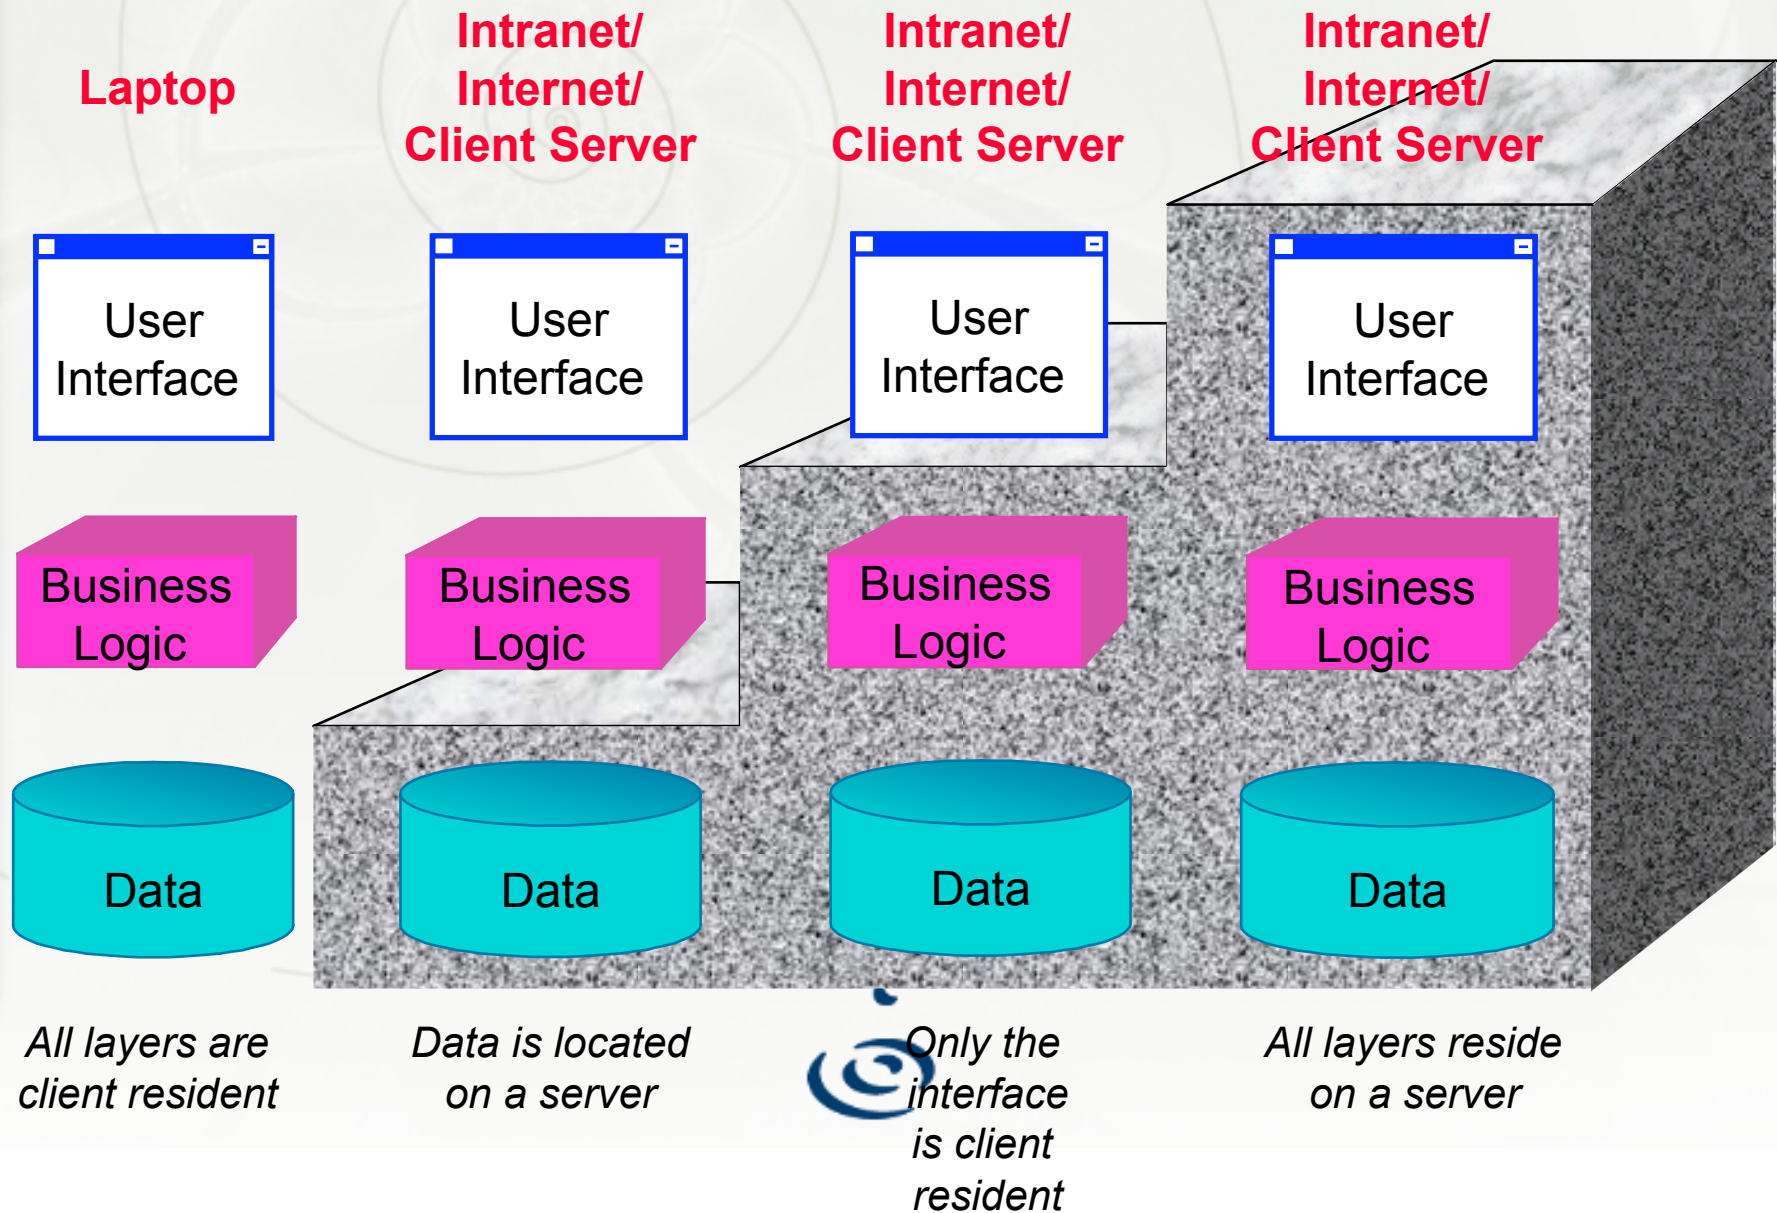 Laptop
Intranet/
Internet/
Client Server
Intranet/
Internet/
Client Server
Intranet/
Internet/
Client Server
User
Interface
User
Interface
User
Interface
User
Interface
Business
Logic
Business
Logic
Business
Logic
Business
Logic
Data
Data
Data
Data
All layers are
client resident
Data is located
on a server
Only the
interface
is client
resident
All layers reside
on a server